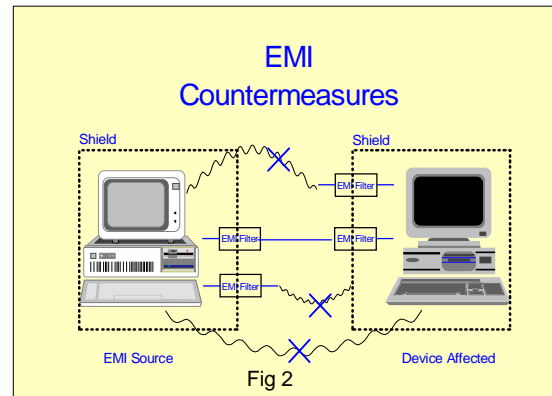 EMI
Countermeasures
Shield
Shield
EMI Filter
EMI Filter
EMI Filter
EMI Filter
EMI Source
Device Affected
Fig 2